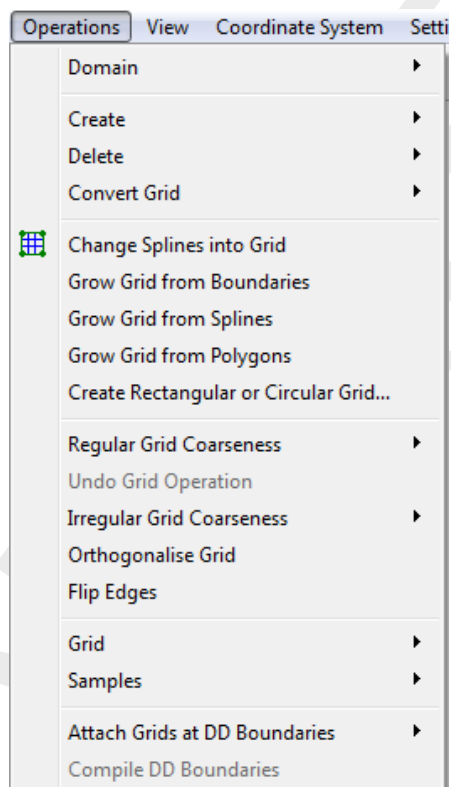 Operations View Coordinate System Setti
Domain
Create
Delete
Convert Grid
Change Splines into Grid
Grow Grid from Boundaries
Grow Grid from Splines
Grow Grid from Polygons
Create Rectangular or Circular Grid...
Regular Grid Coarseness
Undo Grid Operation
Irregular Grid Coarseness
Orthogonalise Grid
Flip Edges
Grid
Samples
Attach Grids at DD Boundaries
Compile DD Boundaries